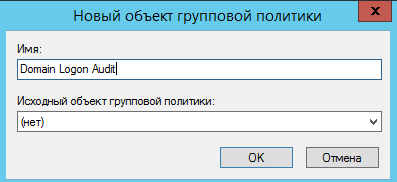 Новый объект групповой политики
x
Имя:
Domain Logon Audit
Исходный объект групповой политики:
(нет)
OK
Отмена